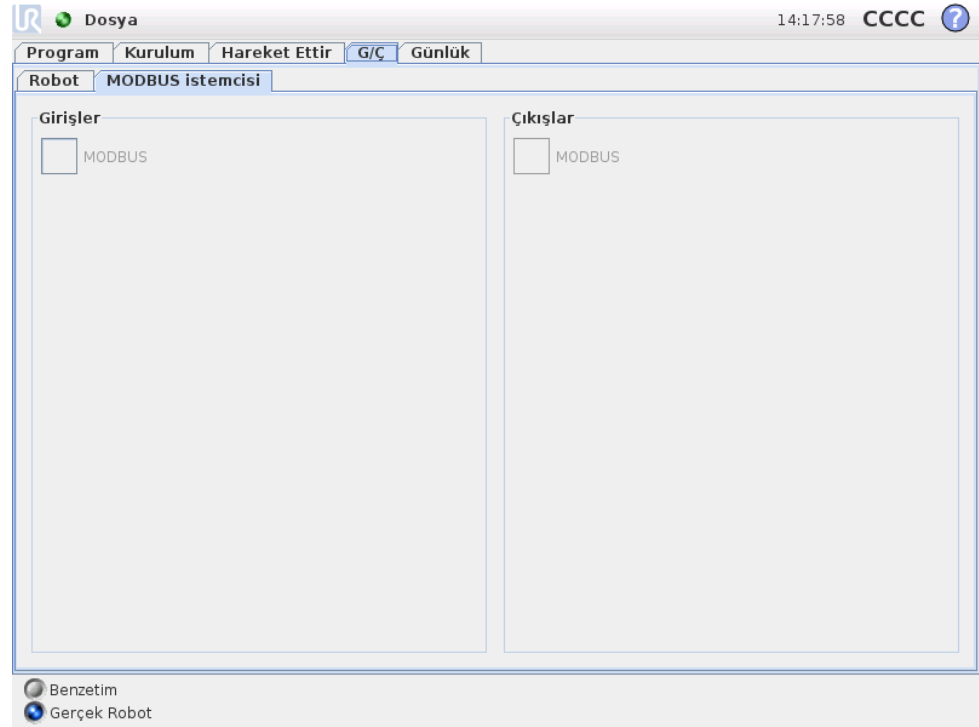 UR Dosya 14:17:58 CCCC ?
Program Kurulum Hareket Ettir G/Ç Günlük
Robot MODBUS istemcisi
Girişler Çıkışlar
MODBUS MODBUS
Benzetim
Gerçek Robot